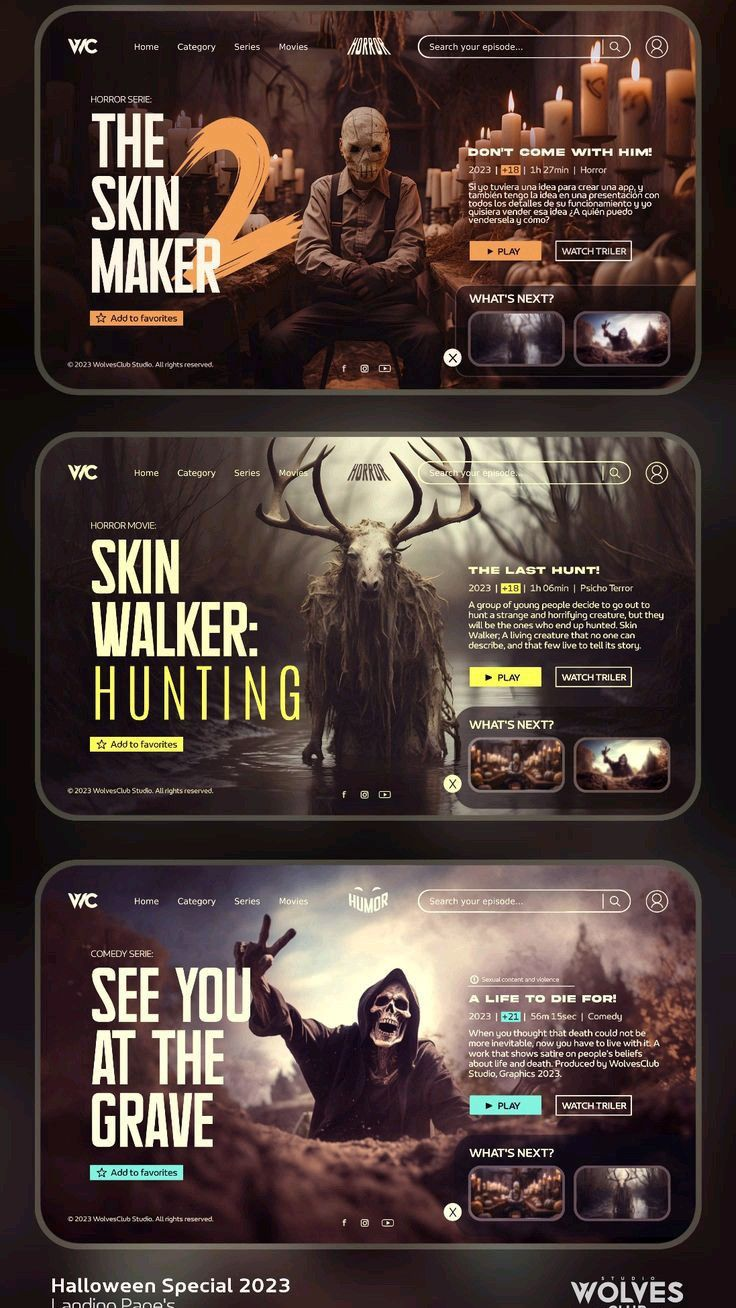 WC
Home Category Series Movies
HORROR
Search your episode...
HORROR SERIE:
THE
SKIN
MAKER
2
Add to favorites
© 2023 WolvesClub Studio. All rights reserved.
DON'T COME WITH HIM!
2023 | +18 | 1h 27min | Horror
Si yo tuviera una idea para crear una app, y
también tengo la idea en una presentación con
todos los detalles de su funcionamiento y yo
quisiera vender esa idea ¿A quién puedo
vendersela y cómo?
PLAY WATCH TRILER
WHAT'S NEXT?
X
WC
Home Category Series Movies
HORROR
Search your episode...
HORROR MOVIE:
SKIN
WALKER:
HUNTING
Add to favorites
© 2023 WolvesClub Studio. All rights reserved.
THE LAST HUNT!
2023 | +18 | 1h 06min | Psicho Terror
A group of young people decide to go out to
hunt a strange and horrifying creature, but they
will be the ones who end up hunted. Skin
Walker; A living creature that no one can
describe, and that few live to tell its story.
PLAY WATCH TRILER
WHAT'S NEXT?
X
WC
Home Category Series Movies
HUMOR
Search your episode...
COMEDY SERIE:
SEE YOU
AT THE
GRAVE
Add to favorites
© 2023 WolvesClub Studio. All rights reserved.
Sexual content and violence
A LIFE TO DIE FOR!
2023 | +21 | 56m 15sec | Comedy
When you thought that death could not be
more inevitable, now you have to live with it. A
work that shows satire on people's beliefs
about life and death. Produced by WolvesClub
Studio, Graphics 2023.
PLAY WATCH TRILER
WHAT'S NEXT?
X
Halloween Special 2023
Landing Page's
STUDIO
WOLVES
CLUB